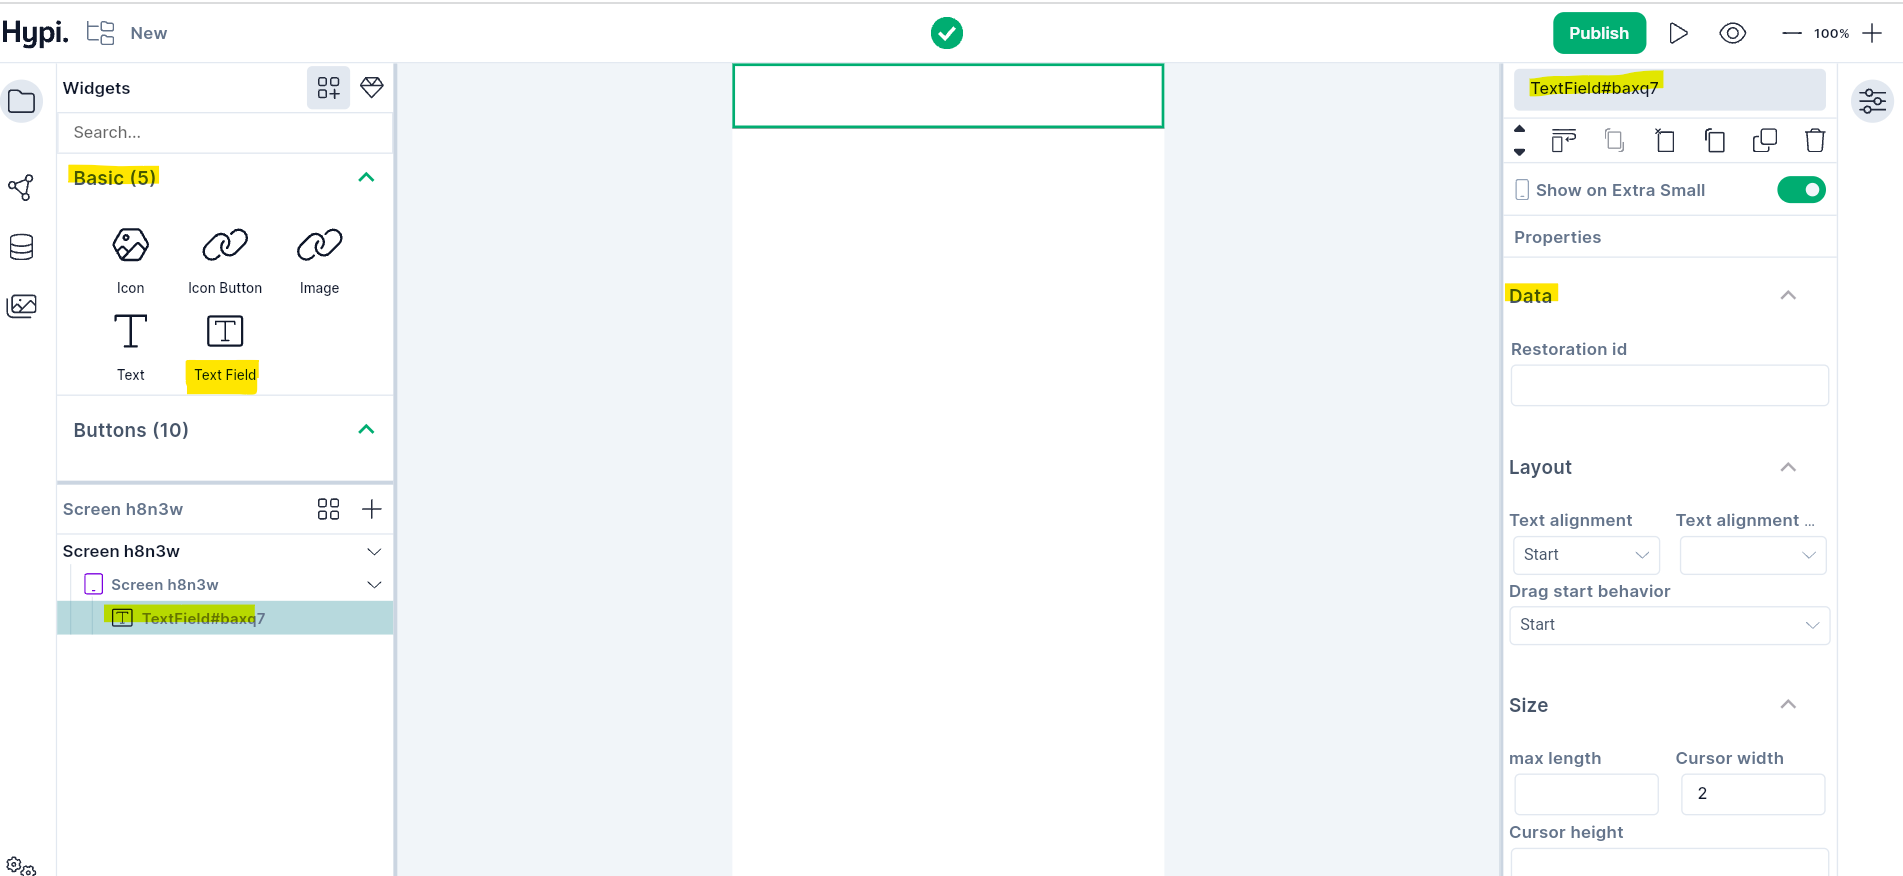 Hypi. New Publish 100%
Widgets
Search...
Basic (5)
Icon Icon Button Image
Text Text Field
Buttons (10)
Screen h8n3w
Screen h8n3w
Screen h8n3w
TextField#baxq7
TextField#baxq7
Show on Extra Small
Properties
Data
Restoration id
Layout
Text alignment Text alignment ...
Start
Drag start behavior
Start
Size
max length Cursor width
2
Cursor height